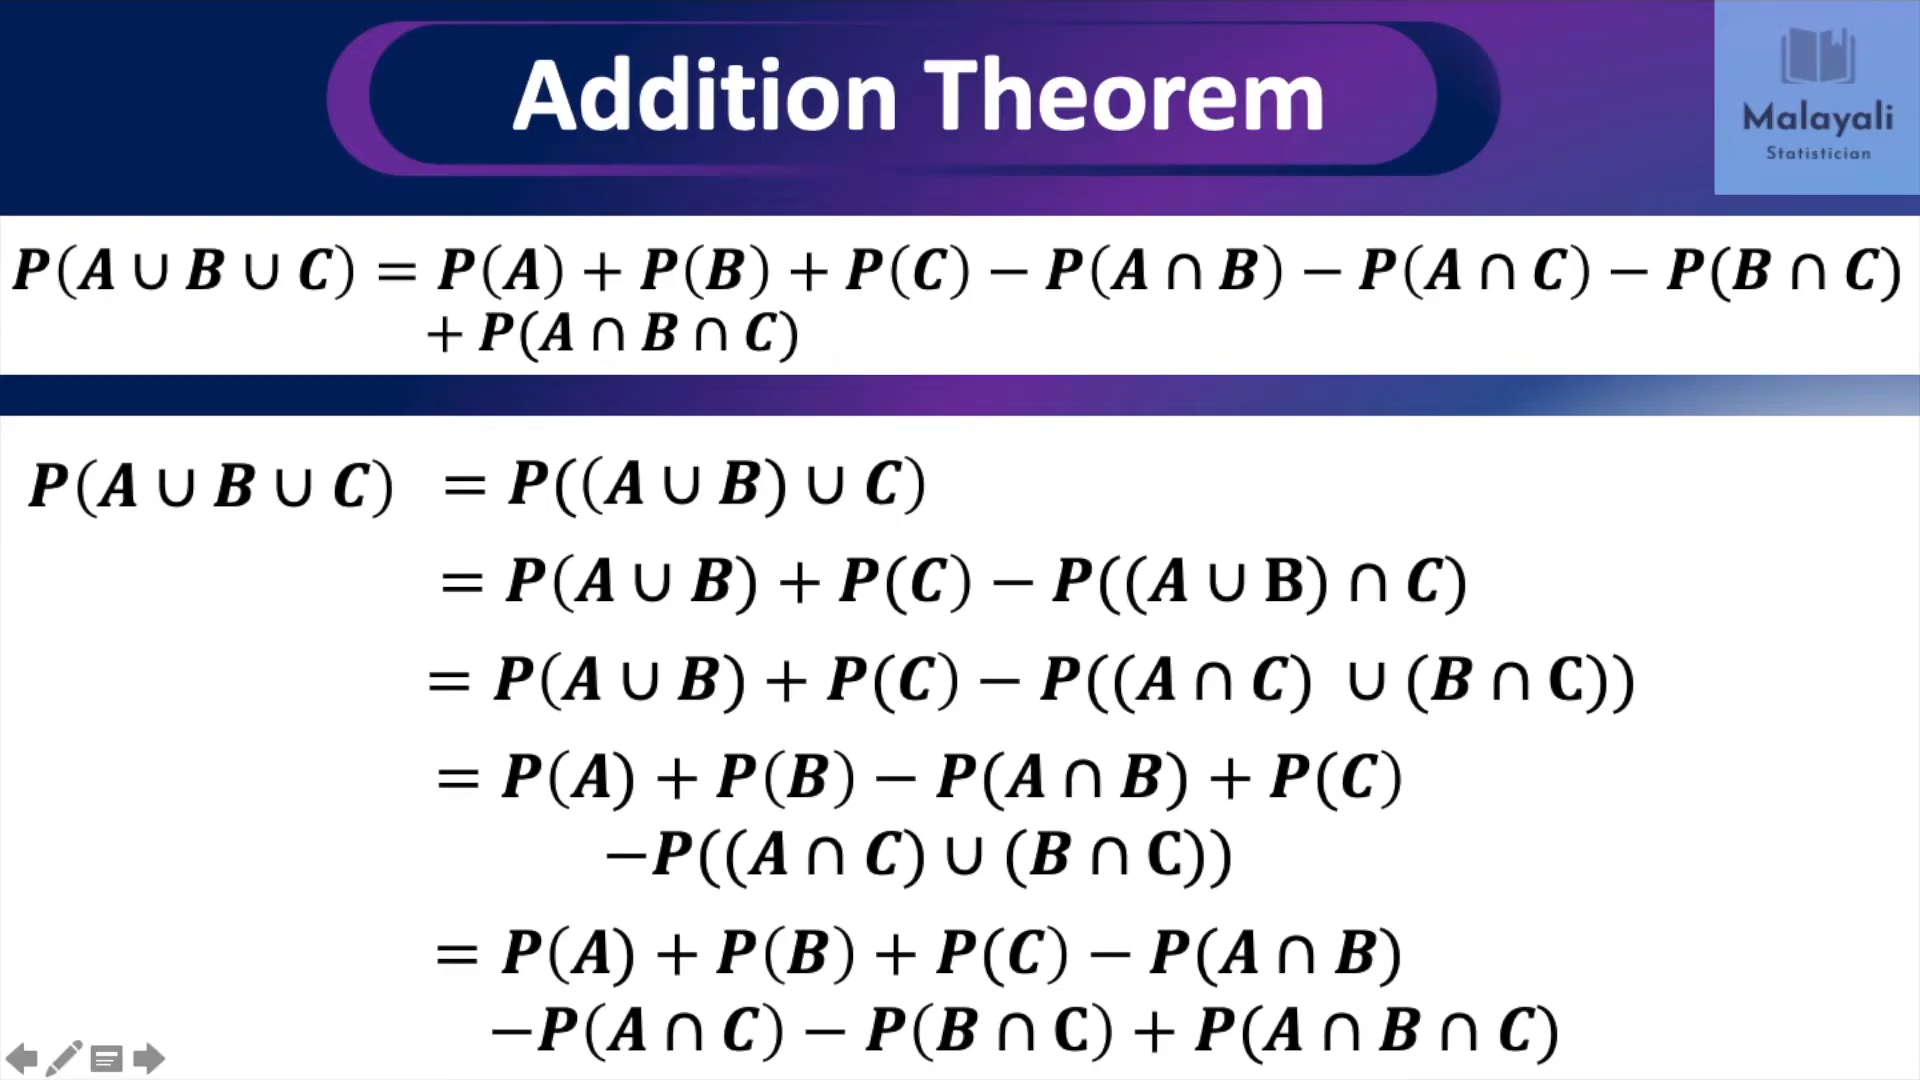 Addition Theorem
Malayali
Statistician
P(A ∪ B ∪ C) = P(A) + P(B) + P(C) − P(A ∩ B) − P(A ∩ C) − P(B ∩ C)
+ P(A ∩ B ∩ C)
P(A ∪ B ∪ C) = P((A ∪ B) ∪ C)
= P(A ∪ B) + P(C) − P((A ∪ B) ∩ C)
= P(A ∪ B) + P(C) − P((A ∩ C) ∪ (B ∩ C))
= P(A) + P(B) − P(A ∩ B) + P(C)
−P((A ∩ C) ∪ (B ∩ C))
= P(A) + P(B) + P(C) − P(A ∩ B)
−P(A ∩ C) − P(B ∩ C) + P(A ∩ B ∩ C)